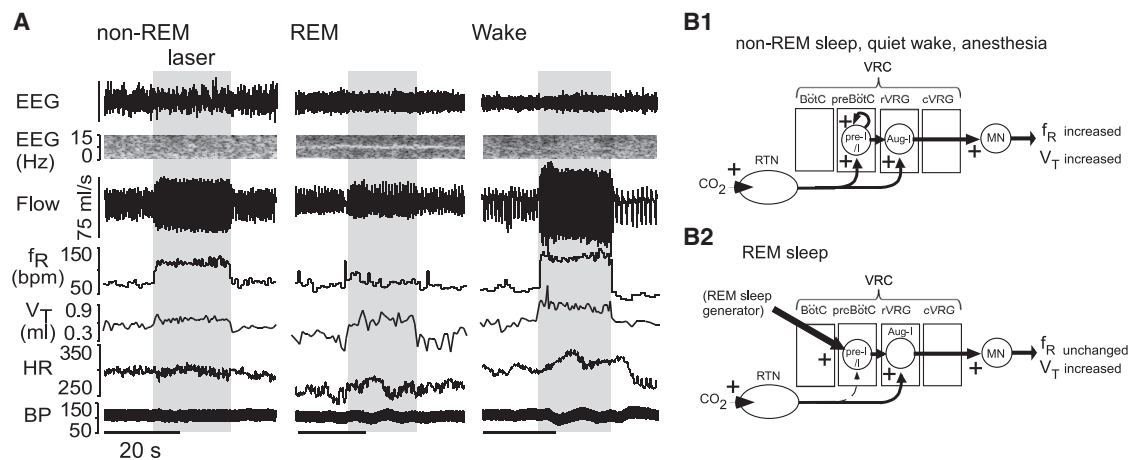 A
non-REM
REM
Wake
laser
EEG
EEG
(Hz)
15
0
Flow
75 ml/s
fR
(bpm)
150
50
VT
(ml)
0.9
0.3
HR
350
250
BP
150
50
20 s
B1
non-REM sleep, quiet wake, anesthesia
VRC
BötC preBötC rVRG cVRG
+
pre-I
/I
Aug-I
+ +
+
MN
fR increased
VT increased
+
RTN
CO2
B2
REM sleep
VRC
(REM sleep
generator)
BötC preBötC rVRG cVRG
Aug-I
pre-I
/I
+
+
+
MN
fR unchanged
VT increased
+
RTN
CO2